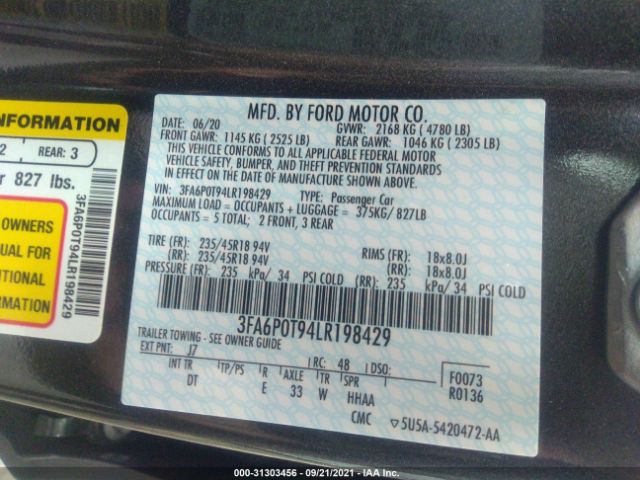 INFORMATION
2 REAR: 3
r 827 lbs.
OWNERS
NUAL FOR
DITIONAL
RMATION
3FA6P0T94LR198429
MFD. BY FORD MOTOR CO.
DATE: 06/20 GVWR: 2168 KG ( 4780 LB)
FRONT GAWR: 1145 KG ( 2525 LB) REAR GAWR: 1046 KG ( 2305 LB)
THIS VEHICLE CONFORMS TO ALL APPLICABLE FEDERAL MOTOR
VEHICLE SAFETY, BUMPER, AND THEFT PREVENTION STANDARDS
IN EFFECT ON THE DATE OF MANUFACTURE SHOWN ABOVE.
VIN: 3FA6P0T94LR198429 TYPE: Passenger Car
MAXIMUM LOAD = OCCUPANTS + LUGGAGE = 375KG/ 827LB
OCCUPANTS = 5 TOTAL; 2 FRONT, 3 REAR
TIRE (FR): 235/45R18 94V RIMS (FR): 18x8.0J
(RR): 235/45R18 94V (RR): 18x8.0J
PRESSURE (FR): 235 kPa/ 34 PSI COLD (RR): 235 kPa/ 34 PSI COLD
3FA6P0T94LR198429
TRAILER TOWING - SEE OWNER GUIDE
EXT PNT: J7 RC: 48 DSO: F0073
INT TR TP/PS R AXLE TR SPR R0136
DT E 33 W HHAA
CMC 5U5A-5420472-AA
000-31303456 - 09/21/2021 - IAA Inc.